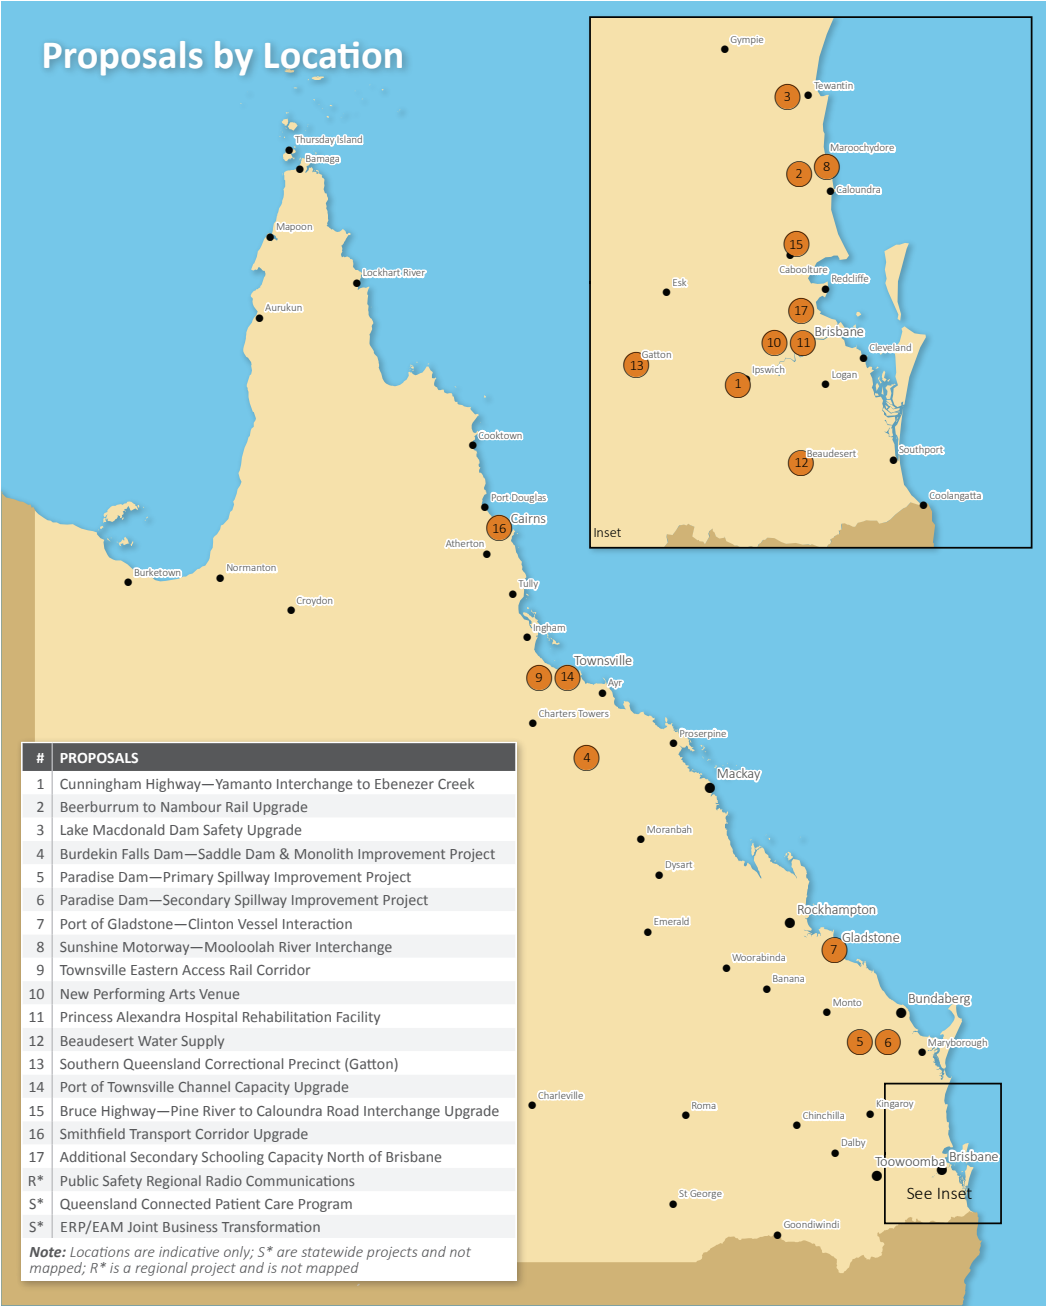 Proposals by Location
Gympie
Tewantin
3
Maroochydore
2
8
Caloundra
15
Caboolture
Redcliffe
Esk
17
Brisbane
10
11
Cleveland
Gatton
13
Ipswich
1
Logan
Beaudesert
12
Southport
Coolangatta
Inset
Thursday Island
Bamaga
Mapoon
Lockhart River
Aurukun
Cooktown
Port Douglas
16
Cairns
Atherton
Burketown
Normanton
Croydon
Tully
Ingham
Townsville
9
14
Ayr
Charters Towers
Proserpine
4
Mackay
Moranbah
Dysart
Rockhampton
Emerald
Gladstone
7
Woorabinda
Banana
Monto
Bundaberg
5
6
Maryborough
Charleville
Roma
Chinchilla
Kingaroy
Dalby
Toowoomba
Brisbane
See Inset
St George
Goondiwindi
# PROPOSALS
1 Cunningham Highway—Yamanto Interchange to Ebenezer Creek
2 Beerburrum to Nambour Rail Upgrade
3 Lake Macdonald Dam Safety Upgrade
4 Burdekin Falls Dam—Saddle Dam & Monolith Improvement Project
5 Paradise Dam—Primary Spillway Improvement Project
6 Paradise Dam—Secondary Spillway Improvement Project
7 Port of Gladstone—Clinton Vessel Interaction
8 Sunshine Motorway—Mooloolah River Interchange
9 Townsville Eastern Access Rail Corridor
10 New Performing Arts Venue
11 Princess Alexandra Hospital Rehabilitation Facility
12 Beaudesert Water Supply
13 Southern Queensland Correctional Precinct (Gatton)
14 Port of Townsville Channel Capacity Upgrade
15 Bruce Highway—Pine River to Caloundra Road Interchange Upgrade
16 Smithfield Transport Corridor Upgrade
17 Additional Secondary Schooling Capacity North of Brisbane
R* Public Safety Regional Radio Communications
S* Queensland Connected Patient Care Program
S* ERP/EAM Joint Business Transformation
Note: Locations are indicative only; S* are statewide projects and not
mapped; R* is a regional project and is not mapped